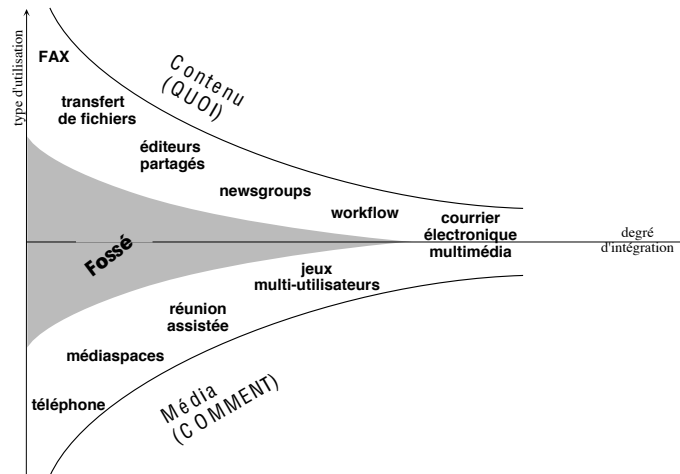 type d'utilisation
FAX
Contenu
(QUOI)
transfert
de fichiers
éditeurs
partagés
newsgroups
workflow
courrier
électronique
multimédia
degré
d'intégration
Fossé
jeux
multi-utilisateurs
réunion
assistée
médiaspaces
téléphone
Média
(COMMENT)